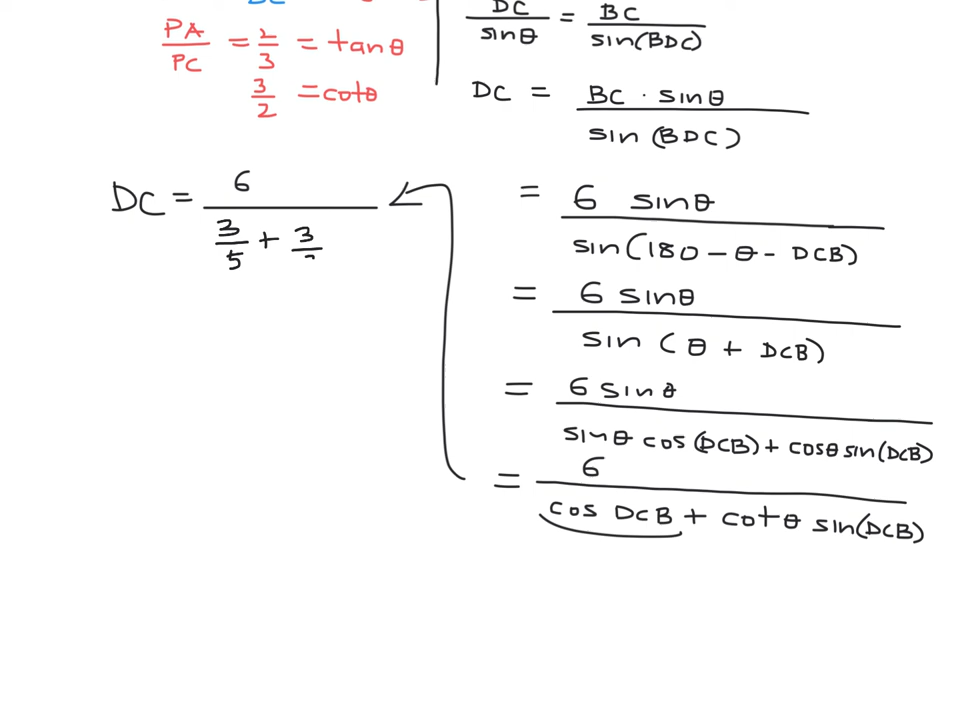 PA/PC = 2/3 = tanθ
3/2 = cotθ
DC = 6 / (3/5 + 3/
DC/sinθ = BC/sin(BDC)
DC = BC · sinθ / sin(BDC)
= 6 sinθ / sin(180 - θ - DCB)
= 6 sinθ / sin(θ + DCB)
= 6 sinθ / sinθ cos(DCB) + cosθ sin(DCB)
= 6 / cos DCB + cotθ sin(DCB)